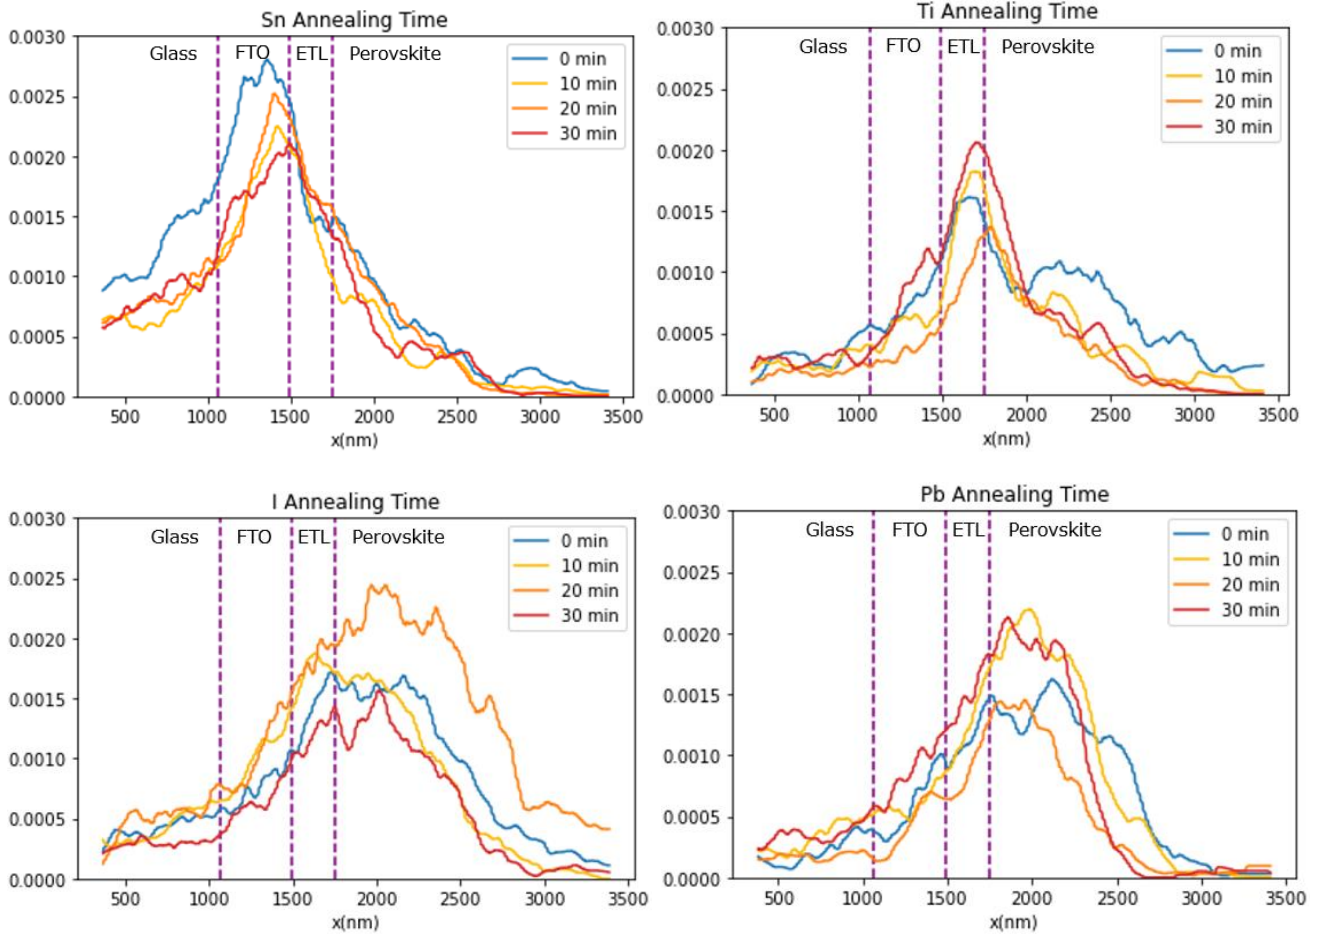 Sn Annealing Time
0.0030
0.0025
0.0020
0.0015
0.0010
0.0005
0.0000
Glass FTO ETL Perovskite
0 min
10 min
20 min
30 min
500 1000 1500 2000 2500 3000 3500
x(nm)
Ti Annealing Time
0.0030
0.0025
0.0020
0.0015
0.0010
0.0005
0.0000
Glass FTO ETL Perovskite
0 min
10 min
20 min
30 min
500 1000 1500 2000 2500 3000 3500
x(nm)
I Annealing Time
0.0030
0.0025
0.0020
0.0015
0.0010
0.0005
0.0000
Glass FTO ETL Perovskite
0 min
10 min
20 min
30 min
500 1000 1500 2000 2500 3000 3500
x(nm)
Pb Annealing Time
0.0030
0.0025
0.0020
0.0015
0.0010
0.0005
0.0000
Glass FTO ETL Perovskite
0 min
10 min
20 min
30 min
500 1000 1500 2000 2500 3000 3500
x(nm)